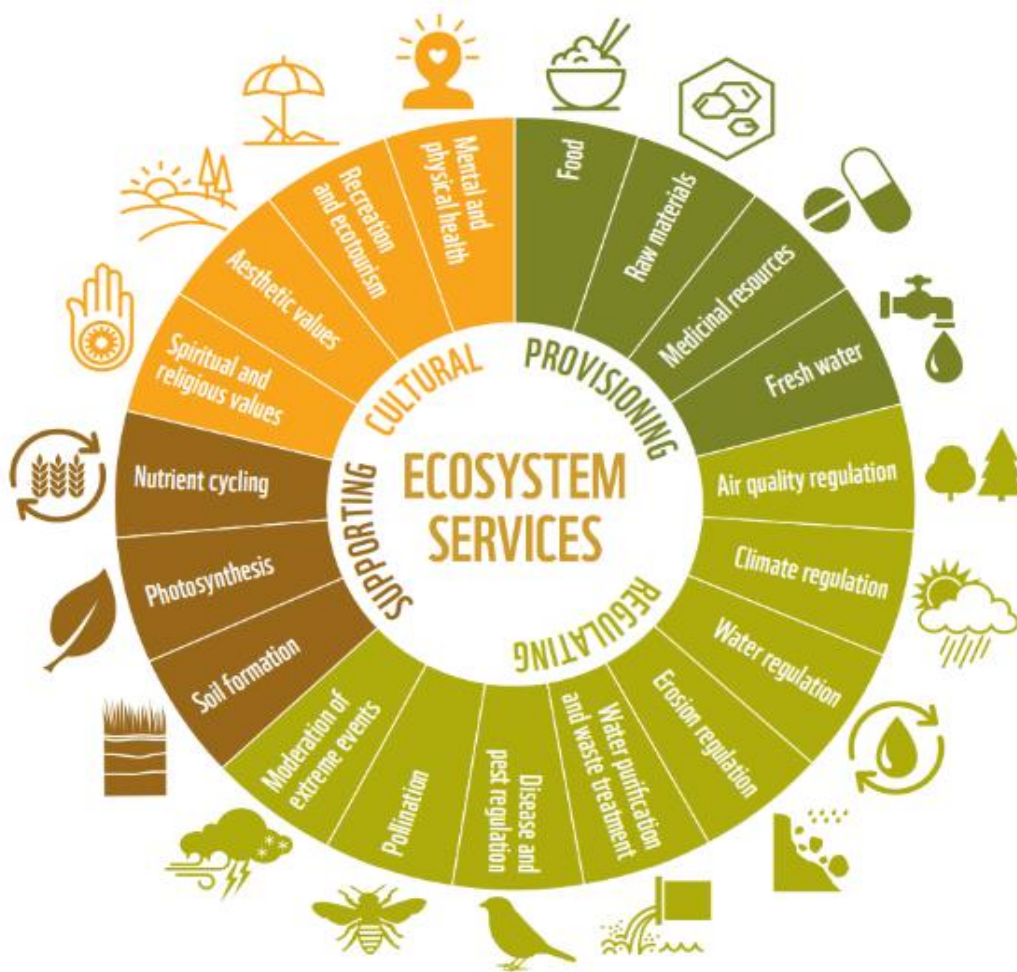 ECOSYSTEM
SERVICES
PROVISIONING
Food
Raw materials
Medicinal resources
Fresh water
REGULATING
Air quality regulation
Climate regulation
Water regulation
Erosion regulation
Water purification
and waste treatment
Disease and
pest regulation
Pollination
Moderation of
extreme events
SUPPORTING
Soil formation
Photosynthesis
Nutrient cycling
CULTURAL
Spiritual and
religious values
Aesthetic values
Recreation
and ecotourism
Mental and
physical health